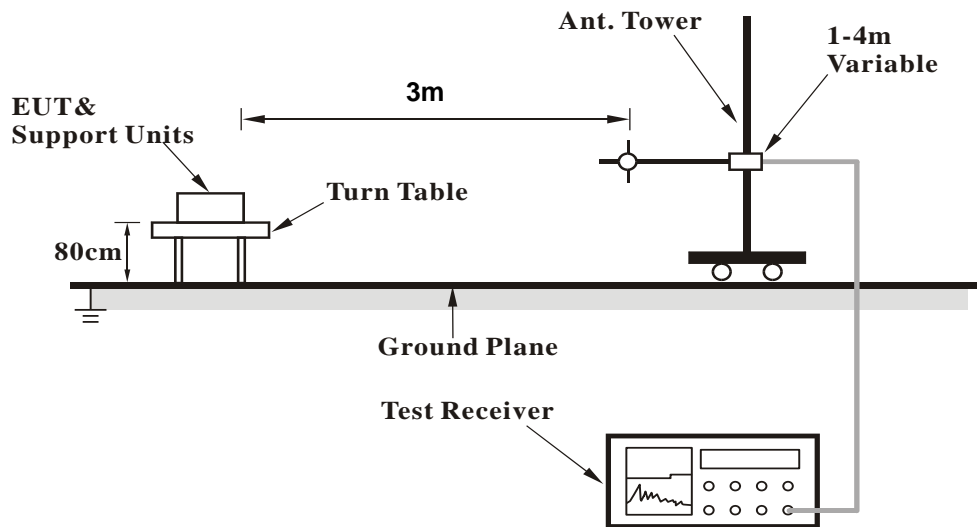 Ant. Tower
1-4m
Variable
3m
EUT&
Support Units
Turn Table
80cm
Ground Plane
Test Receiver